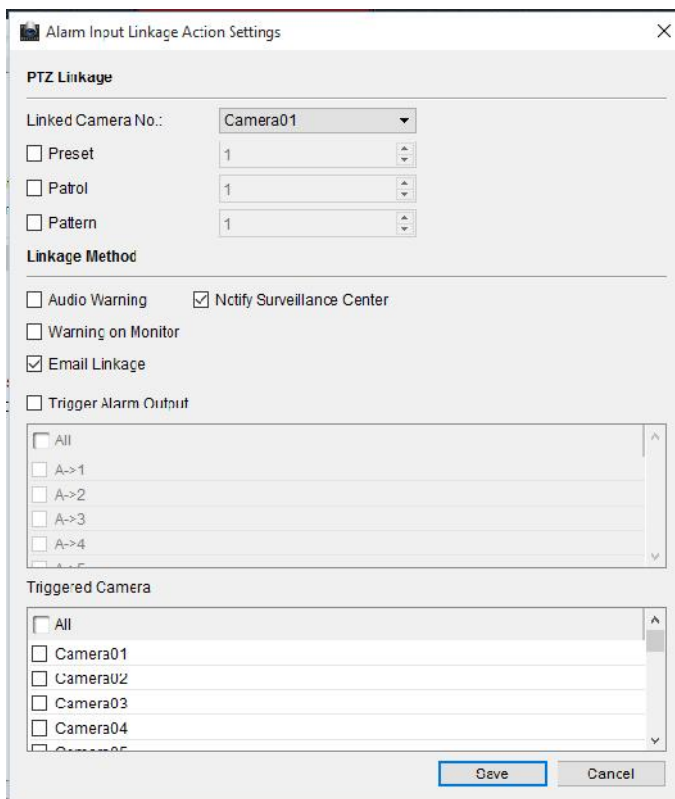 Alarm Input Linkage Action Settings
PTZ Linkage
Linked Camera No.: Camera01
Preset 1
Patrol 1
Pattern 1
Linkage Method
Audio Warning Notify Surveillance Center
Warning on Monitor
Email Linkage
Trigger Alarm Output
All
A->1
A->2
A->3
A->4
A->5
Triggered Camera
All
Camera01
Camera02
Camera03
Camera04
Camera05
Save Cancel